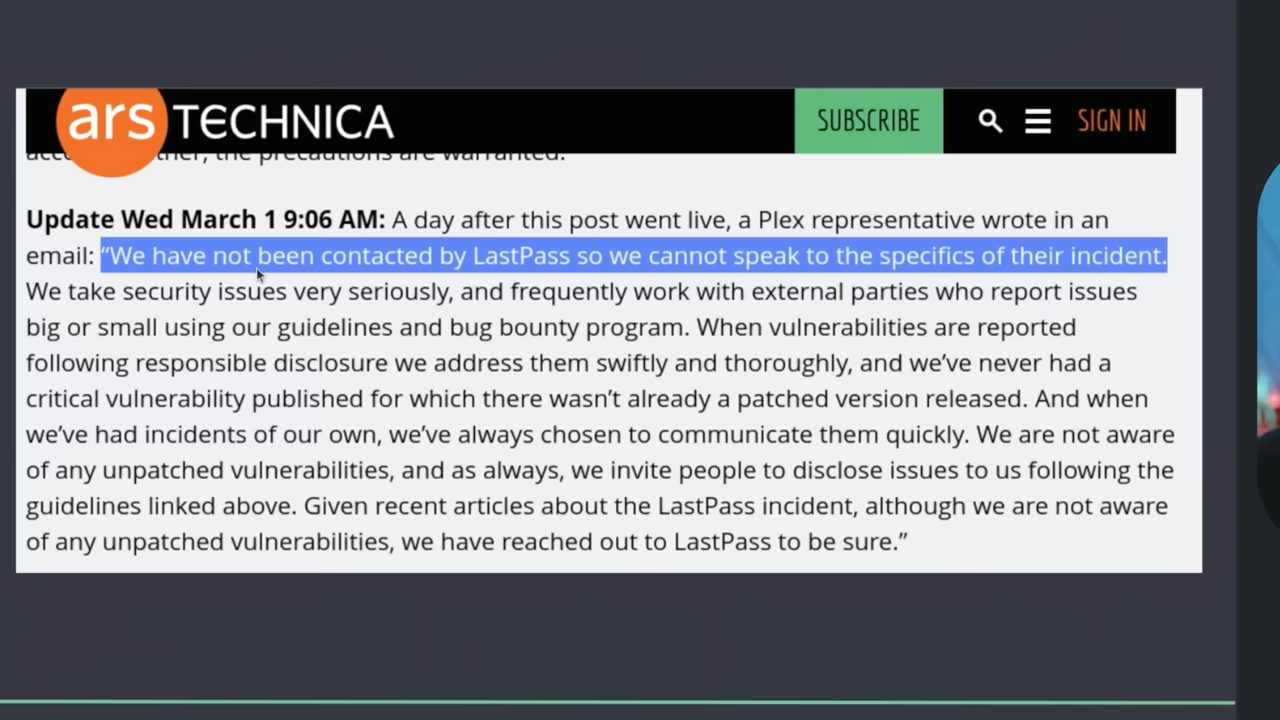 ars TECHNICA
SUBSCRIBE
SIGN IN
the precautions are warranted.
Update Wed March 1 9:06 AM: A day after this post went live, a Plex representative wrote in an
email: “We have not been contacted by LastPass so we cannot speak to the specifics of their incident.
We take security issues very seriously, and frequently work with external parties who report issues
big or small using our guidelines and bug bounty program. When vulnerabilities are reported
following responsible disclosure we address them swiftly and thoroughly, and we’ve never had a
critical vulnerability published for which there wasn’t already a patched version released. And when
we’ve had incidents of our own, we’ve always chosen to communicate them quickly. We are not aware
of any unpatched vulnerabilities, and as always, we invite people to disclose issues to us following the
guidelines linked above. Given recent articles about the LastPass incident, although we are not aware
of any unpatched vulnerabilities, we have reached out to LastPass to be sure.”